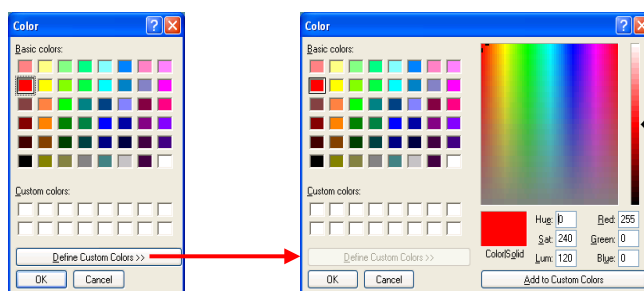 Color
Basic colors:
Custom colors:
Define Custom Colors >>
OK Cancel
Color
Basic colors:
Custom colors:
Define Custom Colors >>
OK Cancel
Color|Solid
Hue: 0 Red: 255
Sat: 240 Green: 0
Lum: 120 Blue: 0
Add to Custom Colors